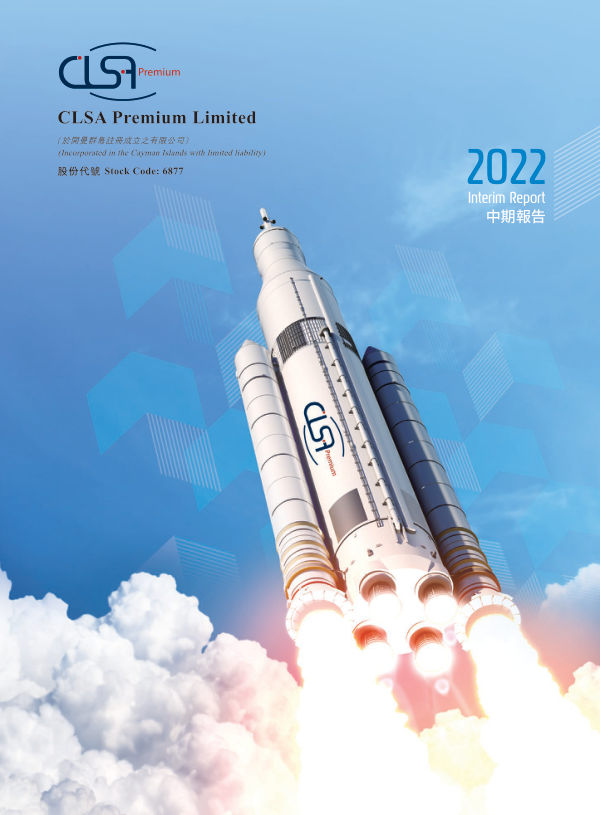 CLSA Premium
CLSA Premium Limited
(於開曼群島註冊成立之有限公司)
(Incorporated in the Cayman Islands with limited liability)
股份代號 Stock Code: 6877
2022
Interim Report
中期報告
CLSA Premium